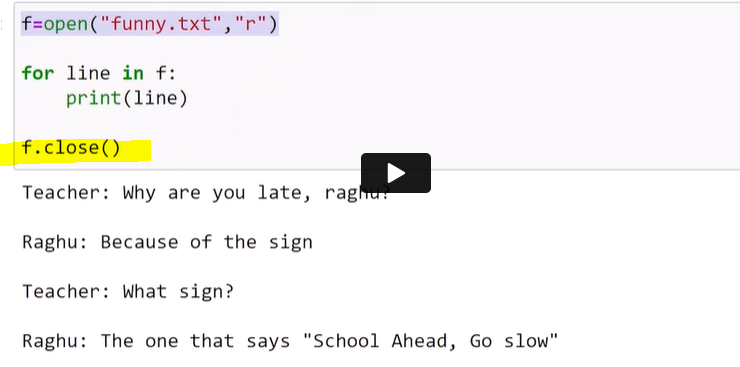 f=open("funny.txt","r")
for line in f:
print(line)
f.close()
Teacher: Why are you late, raghu?
Raghu: Because of the sign
Teacher: What sign?
Raghu: The one that says "School Ahead, Go slow"